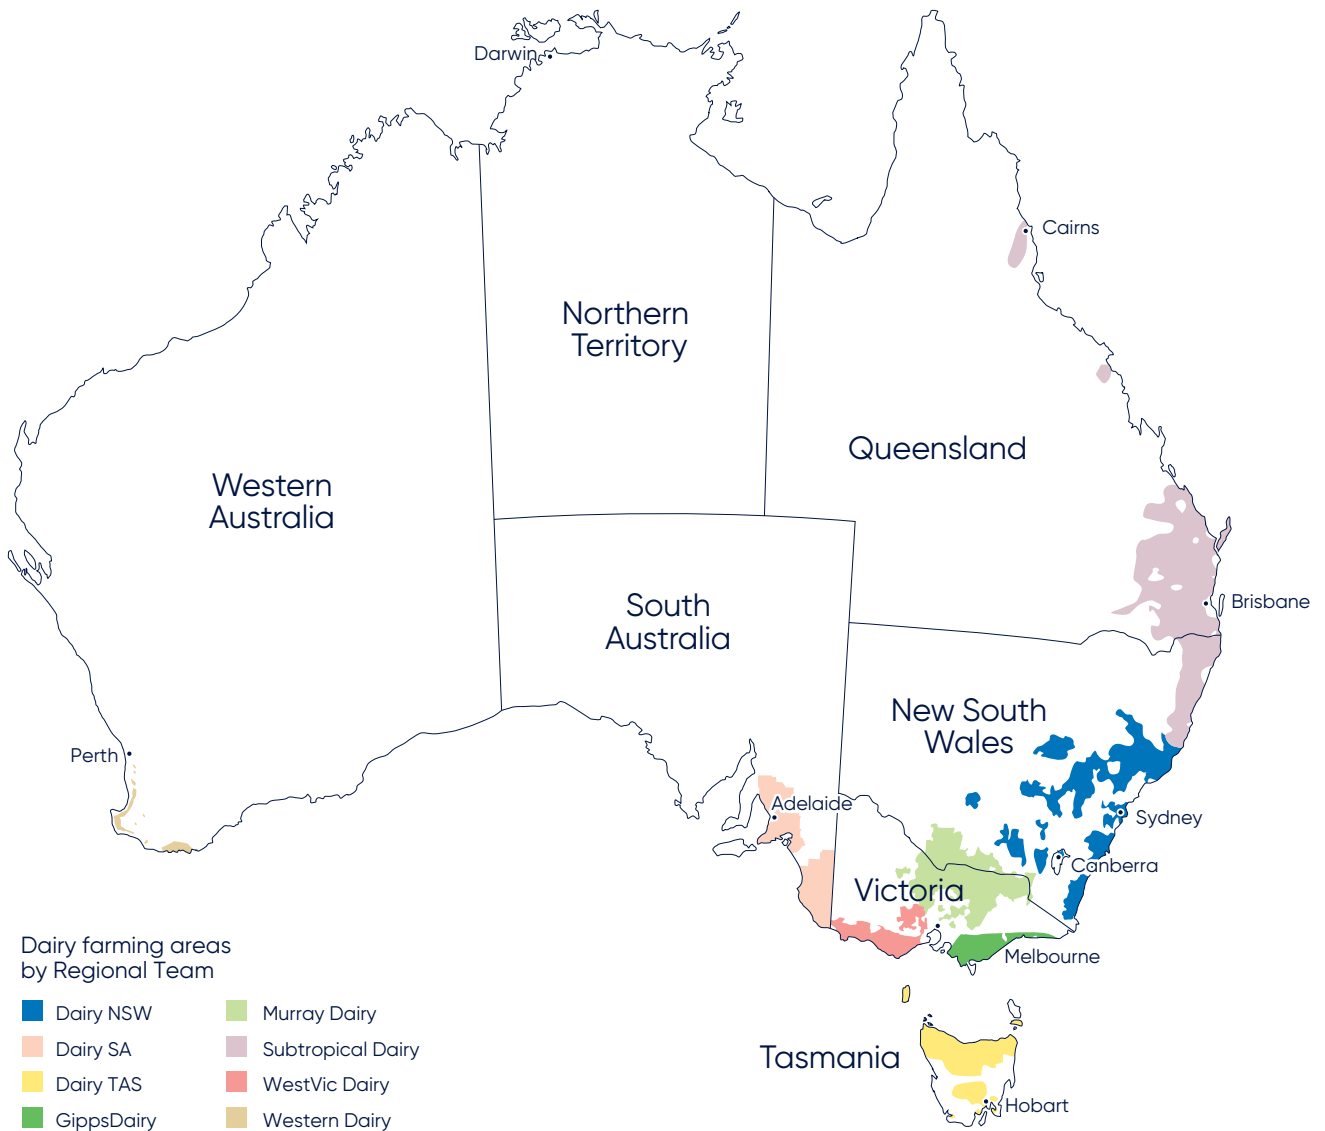 Darwin
Cairns
Northern
Territory
Queensland
Western
Australia
South
Australia
Brisbane
New South
Wales
Perth
Adelaide
Sydney
Canberra
Victoria
Melbourne
Tasmania
Hobart
Dairy farming areas
by Regional Team
Dairy NSW
Dairy SA
Dairy TAS
GippsDairy
Murray Dairy
Subtropical Dairy
WestVic Dairy
Western Dairy